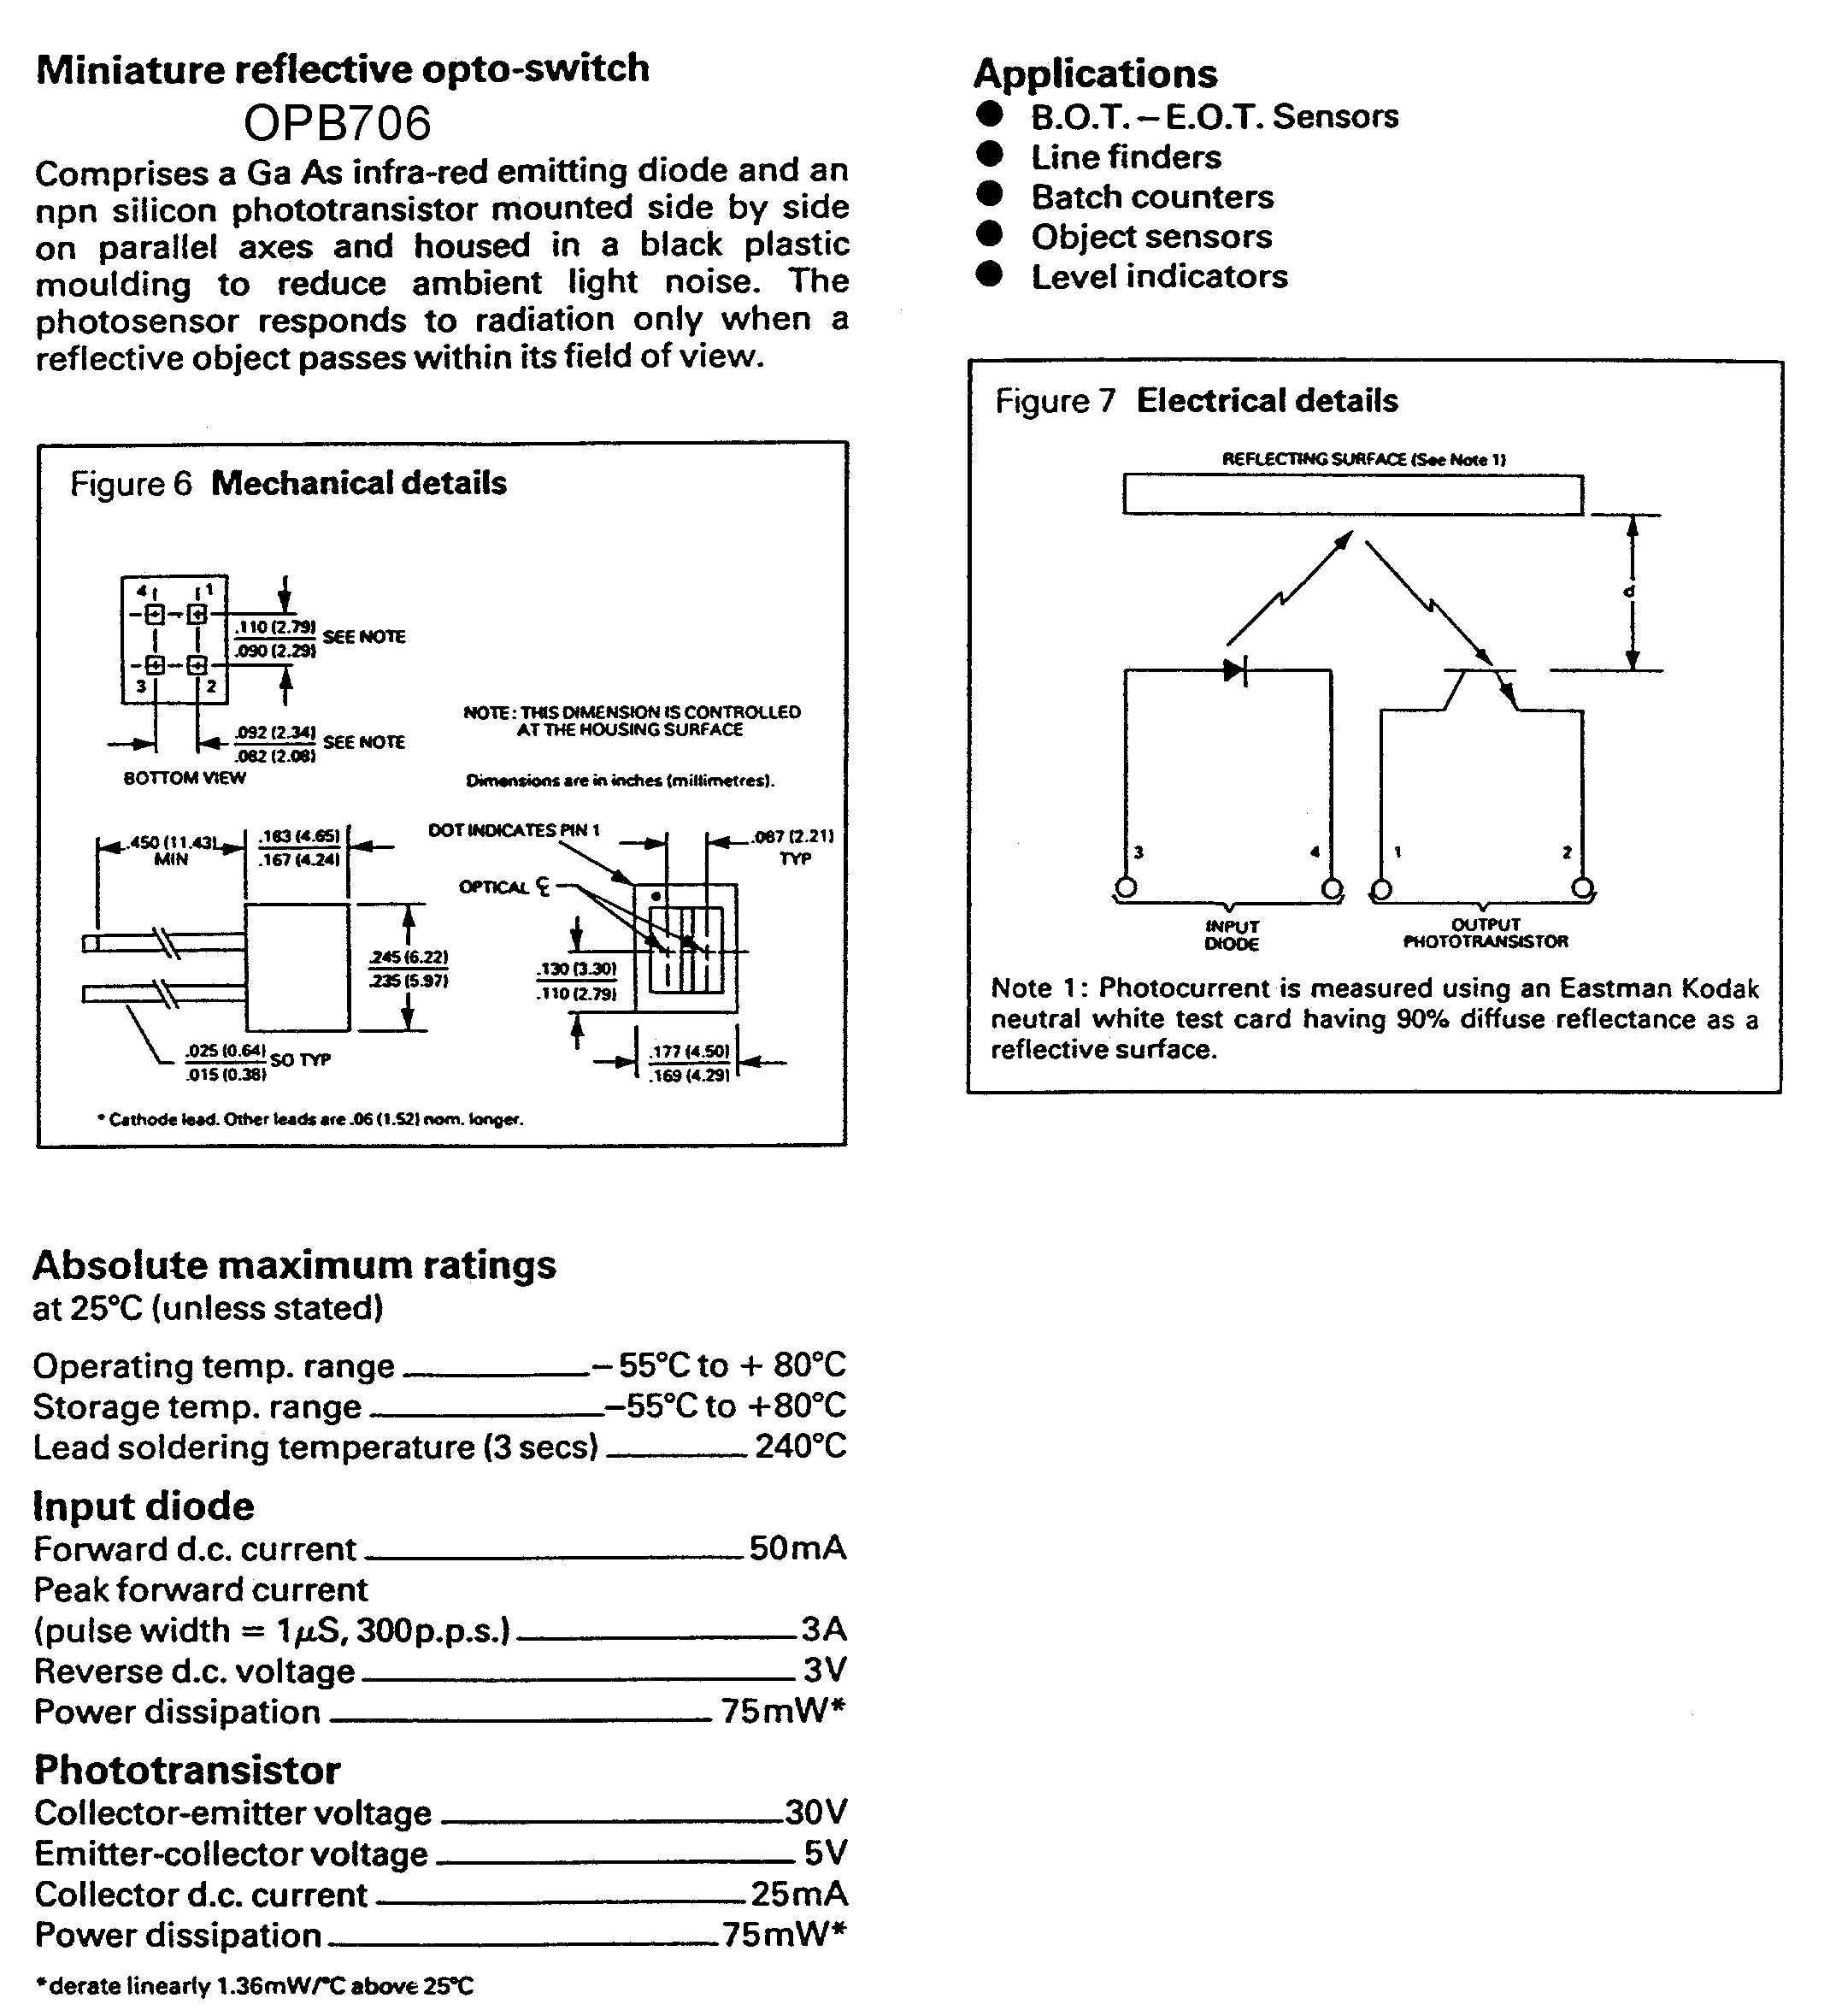 Miniature reflective opto-switch
OPB706
Comprises a Ga As infra-red emitting diode and an
npn silicon phototransistor mounted side by side
on parallel axes and housed in a black plastic
moulding to reduce ambient light noise. The
photosensor responds to radiation only when a
reflective object passes within its field of view.
Figure 6 Mechanical details
4 1
.110 (2.79)
.090 (2.29)
SEE NOTE
3 2
.092 (2.34)
.082 (2.08)
SEE NOTE
BOTTOM VIEW
NOTE: THIS DIMENSION IS CONTROLLED
AT THE HOUSING SURFACE
Dimensions are in inches (millimetres).
.450 (11.43)
MIN
.183 (4.65)
.167 (4.24)
DOT INDICATES PIN 1
.087 (2.21)
TYP
OPTICAL ℄
.245 (6.22)
.235 (5.97)
.130 (3.30)
.110 (2.79)
.025 (0.64)
.015 (0.38)
SQ TYP
.177 (4.50)
.169 (4.29)
* Cathode lead. Other leads are .06 (1.52) nom. longer.
Absolute maximum ratings
at 25°C (unless stated)
Operating temp. range – 55°C to + 80°C
Storage temp. range –55°C to +80°C
Lead soldering temperature (3 secs) 240°C
Input diode
Forward d.c. current 50mA
Peak forward current
(pulse width = 1μS, 300p.p.s.) 3A
Reverse d.c. voltage 3V
Power dissipation 75mW*
Phototransistor
Collector-emitter voltage 30V
Emitter-collector voltage 5V
Collector d.c. current 25mA
Power dissipation 75mW*
*derate linearly 1.36mW/°C above 25°C
Applications
● B.O.T. – E.O.T. Sensors
● Line finders
● Batch counters
● Object sensors
● Level indicators
Figure 7 Electrical details
REFLECTING SURFACE (See Note 1)
d
3 4 1 2
INPUT
DIODE
OUTPUT
PHOTOTRANSISTOR
Note 1: Photocurrent is measured using an Eastman Kodak
neutral white test card having 90% diffuse reflectance as a
reflective surface.